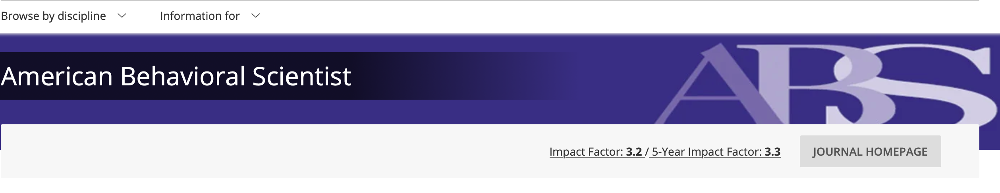 Browse by discipline Information for
American Behavioral Scientist
ABS
Impact Factor: 3.2 / 5-Year Impact Factor: 3.3 JOURNAL HOMEPAGE